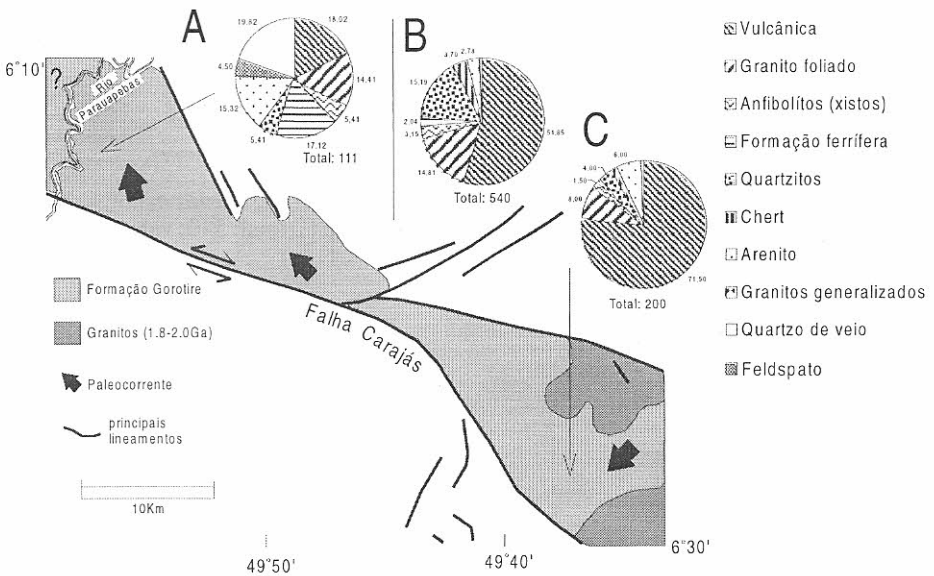 A
19,82
18,02
4,50
14,41
15,32
5,41
5,41
17,12
Total: 111
B
3,70
2,78
15,19
2,04
3,15
14,81
51,85
Total: 540
C
6,00
4,00
1,50
8,00
71,50
Total: 200
6°10'
?
Rio
Parauapebas
Falha Carajás
Formação Gorotire
Granitos (1.8-2.0Ga)
Paleocorrente
principais
lineamentos
10Km
49°50'
49°40'
6°30'
Vulcânica
Granito foliado
Anfibolítos (xistos)
Formação ferrífera
Quartzitos
Chert
Arenito
Granitos generalizados
Quartzo de veio
Feldspato